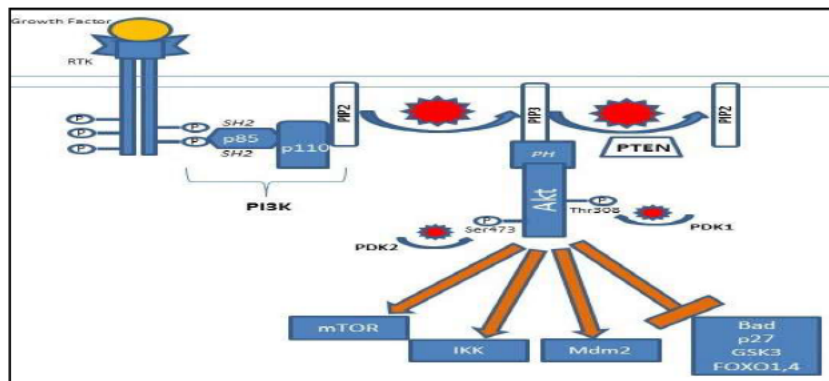 Growth Factor
RTK
P
P
P
P
P
SH2
p85
SH2
p110
PI3K
PIP2
PIP3
PTEN
PIP2
PH
Akt
P
Thr308
P
Ser473
PDK2
PDK1
mTOR
IKK
Mdm2
Bad
p27
GSK3
FOXO1,4